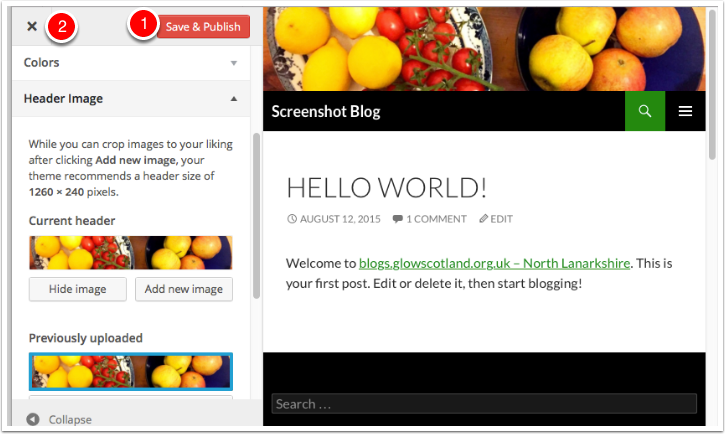 2
1
Save & Publish
Colors
Header Image
While you can crop images to your liking
after clicking Add new image, your
theme recommends a header size of
1260 × 240 pixels.
Current header
Hide image
Add new image
Previously uploaded
Collapse
Screenshot Blog
HELLO WORLD!
AUGUST 12, 2015 1 COMMENT EDIT
Welcome to blogs.glowscotland.org.uk – North Lanarkshire. This is
your first post. Edit or delete it, then start blogging!
Search …